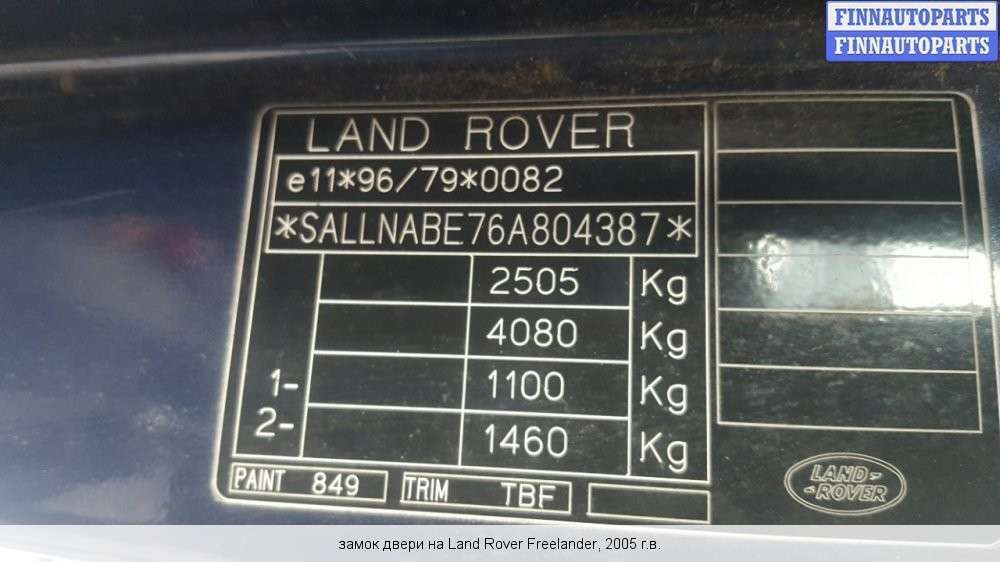 FINNAUTOPARTS
FINNAUTOPARTS
LAND ROVER
e11*96/79*0082
*SALLNABE76A804387*
2505 Kg
4080 Kg
1- 1100 Kg
2- 1460 Kg
PAINT 849 TRIM TBF
LAND-
-ROVER
замок двери на Land Rover Freelander, 2005 г.в.